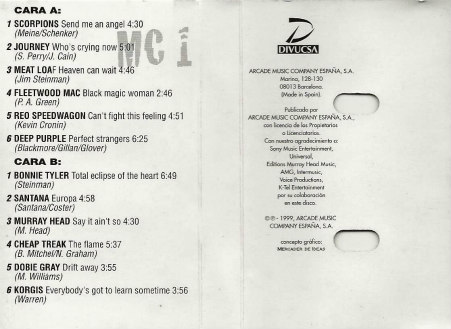 CARA A:
1 SCORPIONS Send me an angel 4:30
(Meine/Schenker)
2 JOURNEY Who's crying now 5:01
(S. Perry/J. Cain)
3 MEAT LOAF Heaven can wait 4:46
(Jim Steinman)
4 FLEETWOOD MAC Black magic woman 2:46
(P. A. Green)
5 REO SPEEDWAGON Can't fight this feeling 4:51
(Kevin Cronin)
6 DEEP PURPLE Perfect strangers 6:25
(Blackmore/Gillan/Glover)
CARA B:
1 BONNIE TYLER Total eclipse of the heart 6:49
(Steinman)
2 SANTANA Europa 4:58
(Santana/Coster)
3 MURRAY HEAD Say it ain't so 4:30
(M. Head)
4 CHEAP TREAK The flame 5:37
(B. Mitchel/N. Graham)
5 DOBIE GRAY Drift away 3:55
(M. Williams)
6 KORGIS Everybody's got to learn sometime 3:56
(Warren)
MC 1
DIVUCSA
ARCADE MUSIC COMPANY ESPAÑA, S.A.
Marina, 128-130
08013 Barcelona.
(Made in Spain).
Publicado por
ARCADE MUSIC COMPANY ESPAÑA, S.A.,
con licencia de los Propietarios
o Licenciatarios.
Con nuestro agradecimiento a:
Sony Music Entertainment,
Universal,
Editions Murray Head Music,
AMG, Intermusic,
Voice Productions,
K-Tel Entertainment
por su colaboración
en este disco.
©℗ - 1999, ARCADE MUSIC
COMPANY ESPAÑA, S.A.
concepto gráfico:
MERCADER DE IDEAS